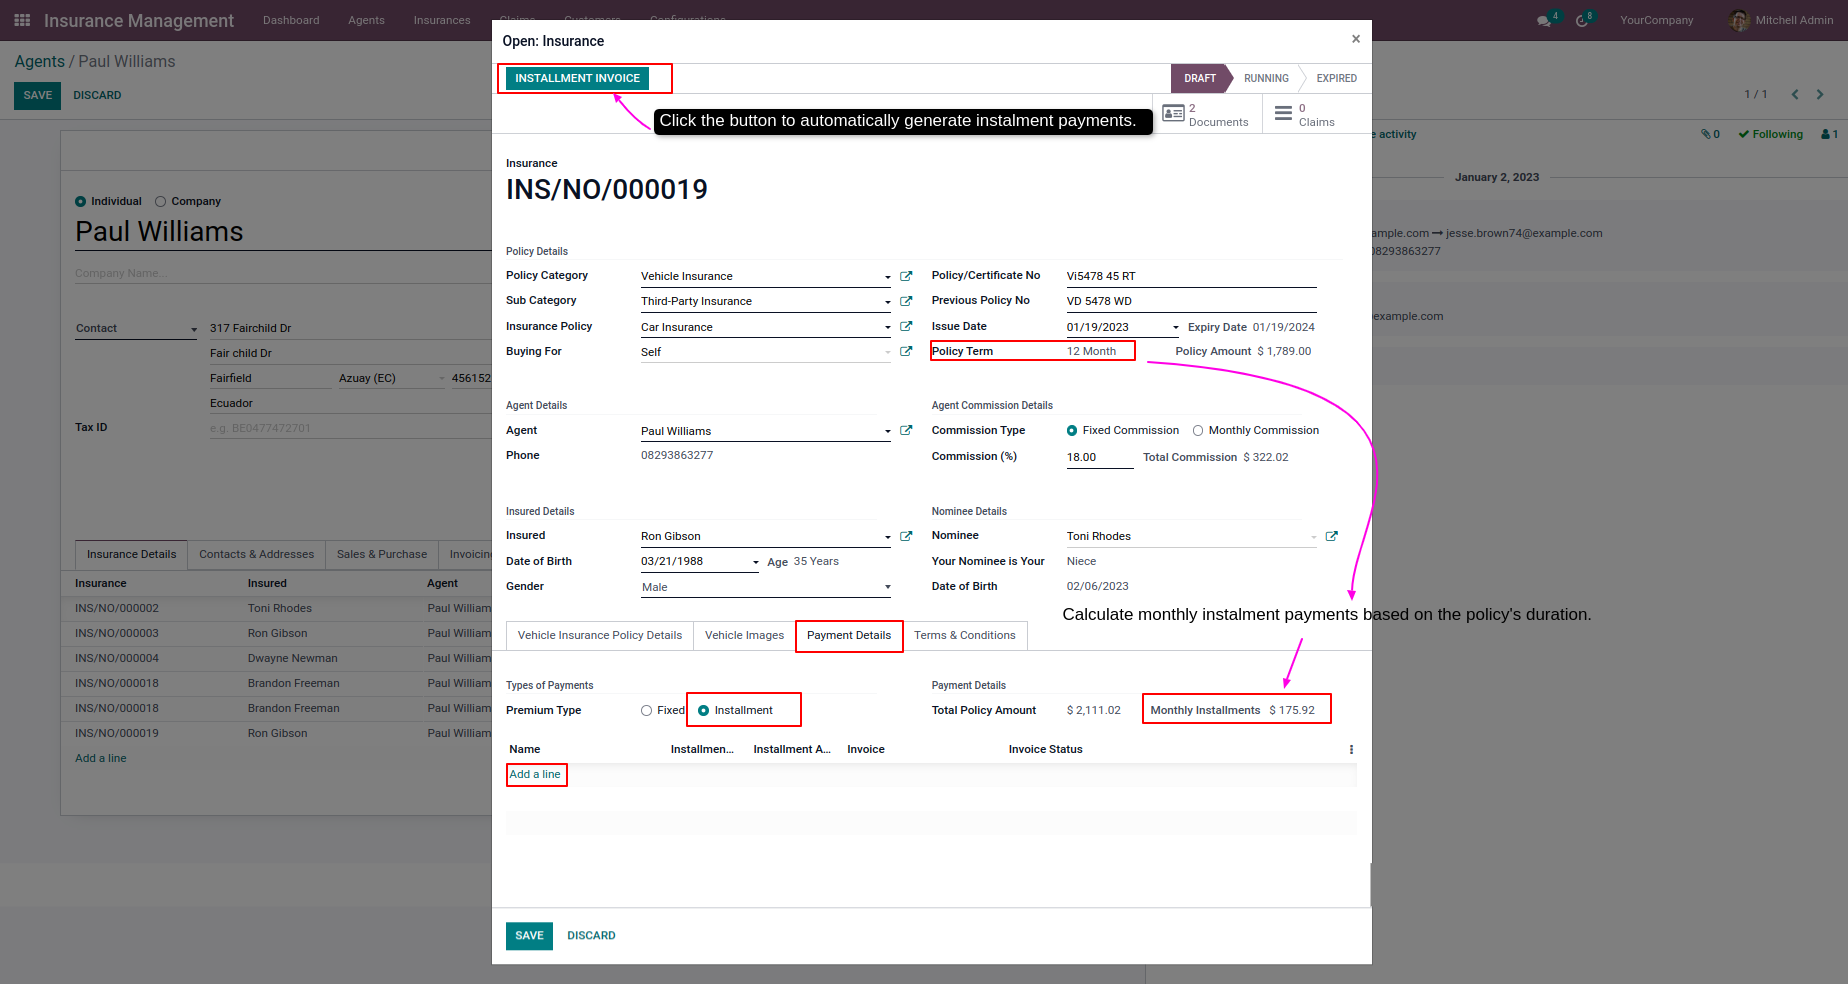 Insurance Management Dashboard Agents Insurances Claims Customers Configurations 4 8 YourCompany Mitchell Admin
Agents / Paul Williams
SAVE DISCARD
1 / 1
Individual Company
Paul Williams
Company Name...
Contact 317 Fairchild Dr
Fair child Dr
Fairfield Azuay (EC) 456152
Ecuador
Tax ID e.g. BE0477472701
Insurance Details Contacts & Addresses Sales & Purchase Invoicing
Insurance Insured Agent
INS/NO/000002 Toni Rhodes Paul William
INS/NO/000003 Ron Gibson Paul William
INS/NO/000004 Dwayne Newman Paul William
INS/NO/000018 Brandon Freeman Paul William
INS/NO/000018 Brandon Freeman Paul William
INS/NO/000019 Ron Gibson Paul William
Add a line
Open: Insurance ×
INSTALLMENT INVOICE DRAFT RUNNING EXPIRED
Click the button to automatically generate instalment payments.
2 Documents
0 Claims
Insurance
INS/NO/000019
Policy Details
Policy Category Vehicle Insurance Policy/Certificate No Vi5478 45 RT
Sub Category Third-Party Insurance Previous Policy No VD 5478 WD
Insurance Policy Car Insurance Issue Date 01/19/2023 Expiry Date 01/19/2024
Buying For Self Policy Term 12 Month Policy Amount $ 1,789.00
Agent Details Agent Commission Details
Agent Paul Williams Commission Type Fixed Commission Monthly Commission
Phone 08293863277 Commission (%) 18.00 Total Commission $ 322.02
Insured Details Nominee Details
Insured Ron Gibson Nominee Toni Rhodes
Date of Birth 03/21/1988 Age 35 Years Your Nominee is Your Niece
Gender Male Date of Birth 02/06/2023
Calculate monthly instalment payments based on the policy's duration.
Vehicle Insurance Policy Details Vehicle Images Payment Details Terms & Conditions
Types of Payments Payment Details
Premium Type Fixed Installment Total Policy Amount $ 2,111.02 Monthly Installments $ 175.92
Name Installmen... Installment A... Invoice Invoice Status
Add a line
SAVE DISCARD
e activity 0 Following 1
January 2, 2023
ample.com jesse.brown74@example.com
08293863277
example.com